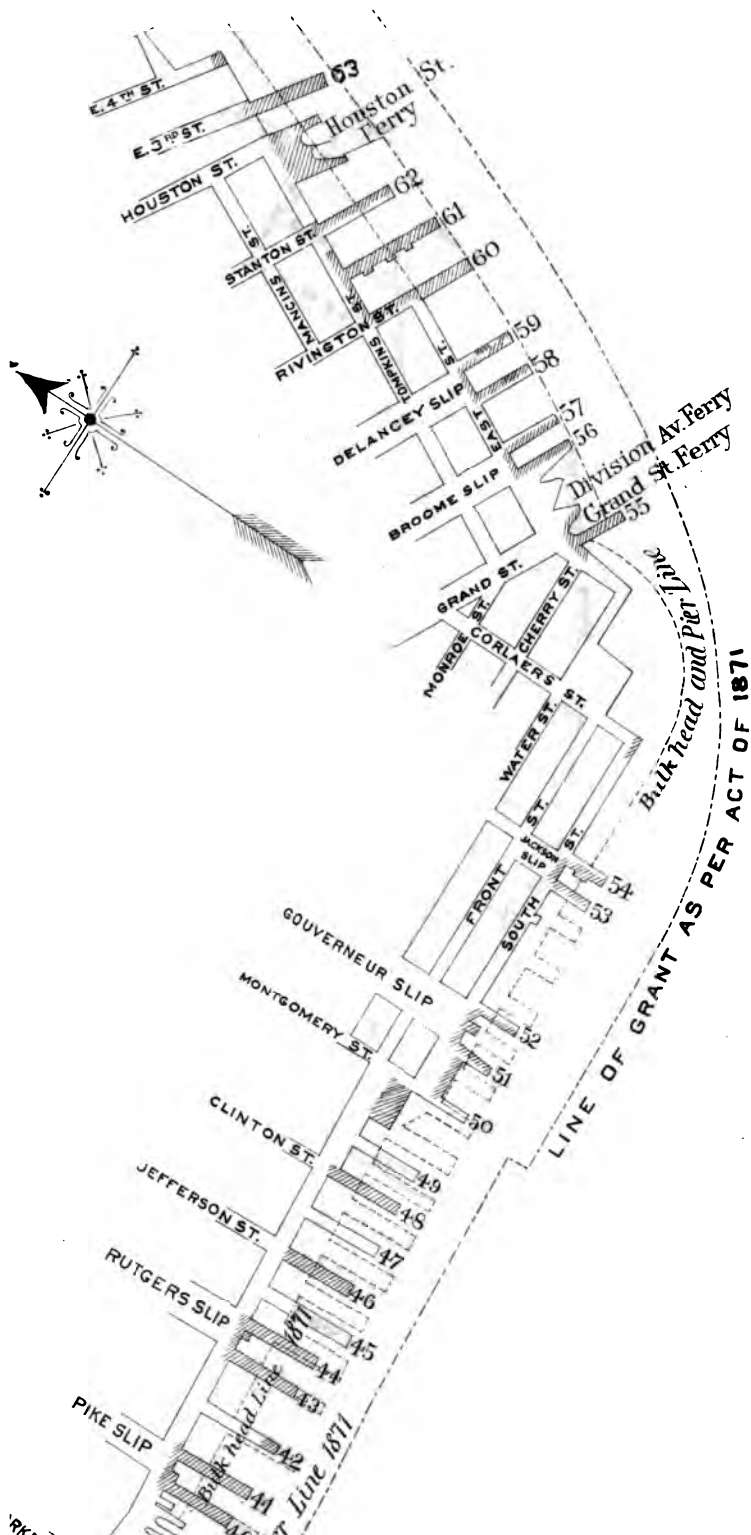 E. 4TH ST.
63
E. 3RD ST.
Houston St.
Ferry
HOUSTON ST.
62
STANTON ST.
61
MANCINS
ST.
60
RIVINGTON ST.
TOMPKINS
ST.
59
58
DELANCEY SLIP
EAST
ST.
57
56
BROOME SLIP
Division Av. Ferry
Grand St. Ferry
55
GRAND ST.
MONROE ST.
CHERRY ST.
CORLAERS ST.
Bulk head and Pier Line
LINE OF GRANT AS PER ACT OF 1871
WATER ST.
JACKSON
SLIP
FRONT
ST.
SOUTH
ST.
54
53
GOUVERNEUR SLIP
52
51
50
MONTGOMERY ST.
CLINTON ST.
49
48
JEFFERSON ST.
47
46
RUTGERS SLIP
45
44
43
PIKE SLIP
42
41
Bulk head Line 1871
Line 1871